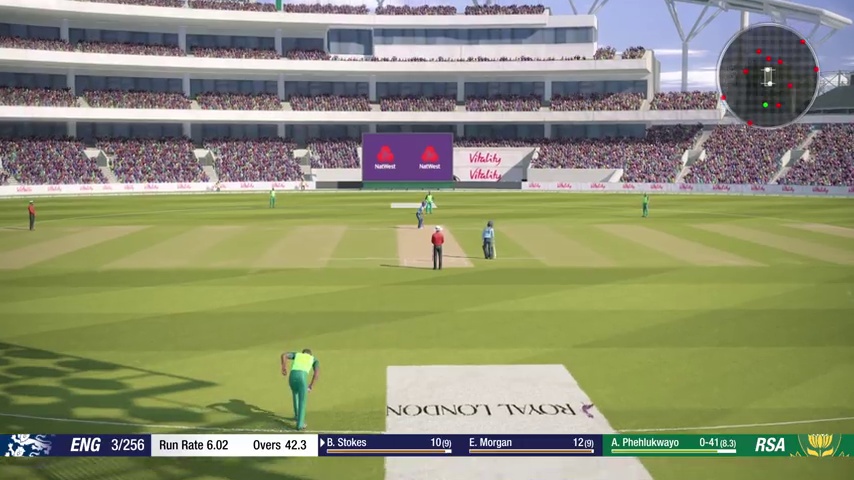 NatWest NatWest
Vitality
Vitality
ROYAL LONDON
ENG 3/256 Run Rate 6.02 Overs 42.3 B. Stokes 10(9) E. Morgan 12(9) A. Phehlukwayo 0-41(8.3) RSA